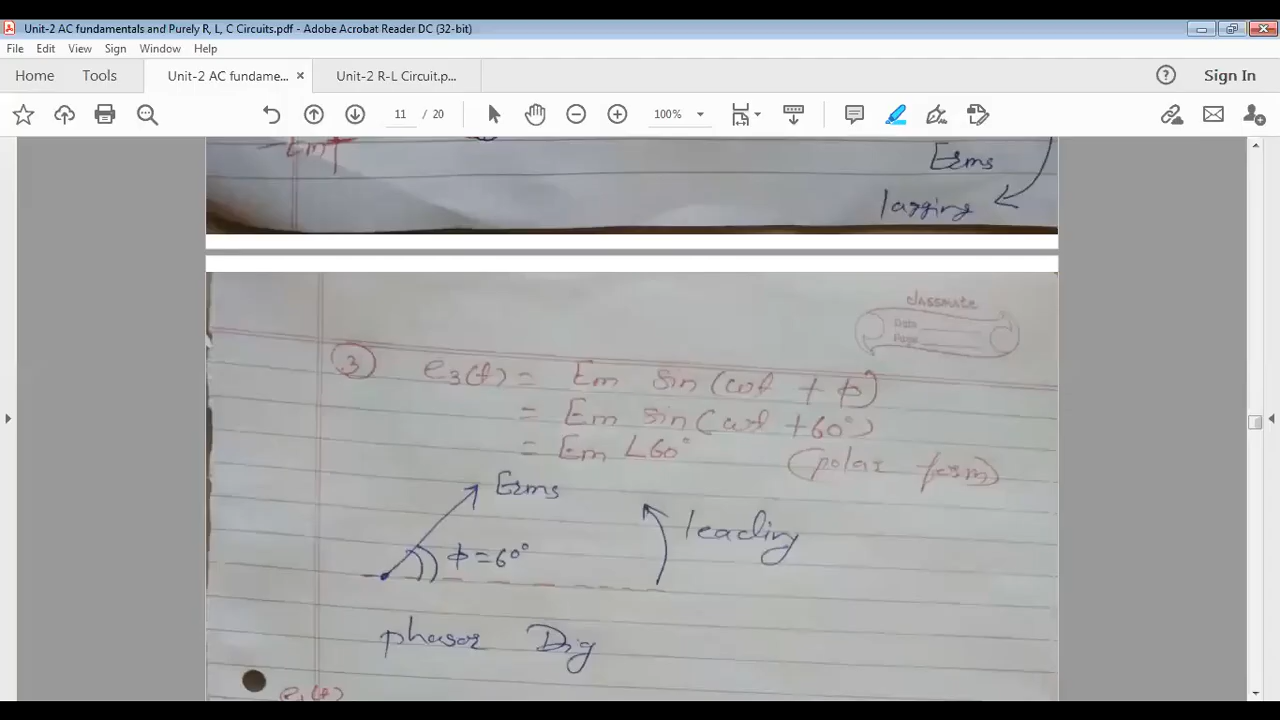 Unit-2 AC fundamentals and Purely R, L, C Circuits.pdf - Adobe Acrobat Reader DC (32-bit)
File Edit View Sign Window Help
Home Tools Unit-2 AC fundame... × Unit-2 R-L Circuit.p... Sign In
11 / 20 100%
-Em
Erms
lagging
classmate
Date
Page
3 e3(t) = Em sin(ωt + ϕ)
= Em sin(ωt +60°)
= Em ∠60° (polar form)
Erms
leading
ϕ=60°
phasor Dig
e1(t)